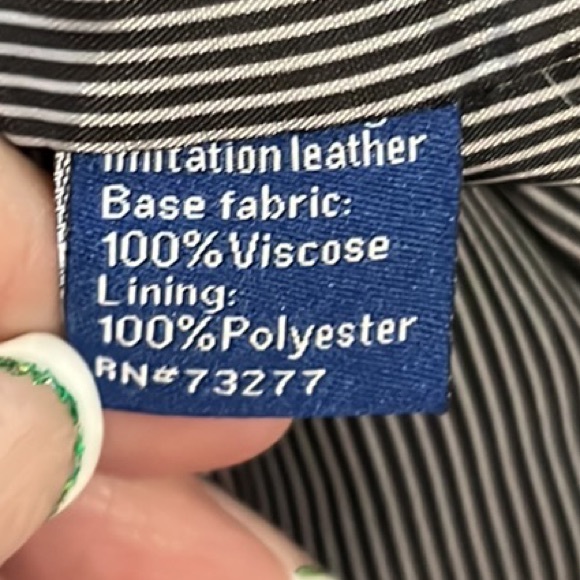 imitation leather
Base fabric:
100%Viscose
Lining:
100%Polyester
RN#73277